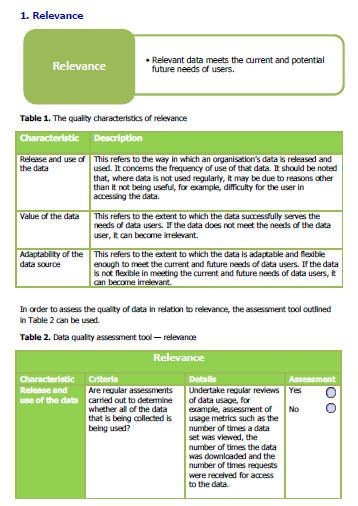 1. Relevance
Relevance
• Relevant data meets the current and potential
future needs of users.
Table 1. The quality characteristics of relevance
Characteristic Description
Release and use of
the data
This refers to the way in which an organisation's data is released and
used. It concerns the frequency of use of that data. It should be noted
that, where data is not used regularly, it may be due to reasons other
than it not being useful, for example, difficulty for the user in
accessing the data.
Value of the data
This refers to the extent to which the data successfully serves the
needs of data users. If the data does not meet the needs of the data
user, it can become irrelevant.
Adaptability of the
data source
This refers to the extent to which the data is adaptable and flexible
enough to meet the current and future needs of data users. If the data
is not flexible in meeting the current and future needs of data users, it
can become irrelevant.
In order to assess the quality of data in relation to relevance, the assessment tool outlined
in Table 2 can be used.
Table 2. Data quality assessment tool — relevance
Relevance
Characteristic Criteria Details Assessment
Release and
use of the data
Are regular assessments
carried out to determine
whether all of the data
that is being collected is
being used?
Undertake regular reviews
of data usage, for
example, assessment of
usage metrics such as the
number of times a data
set was viewed, the
number of times the data
was downloaded and the
number of times requests
were received for access
to the data.
Yes
No